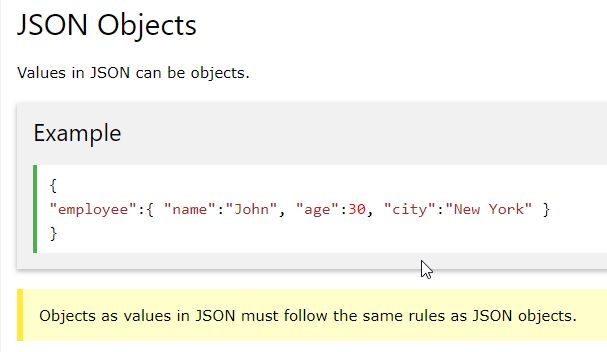 JSON Objects
Values in JSON can be objects.
Example
{
"employee":{ "name":"John", "age":30, "city":"New York" }
}
Objects as values in JSON must follow the same rules as JSON objects.